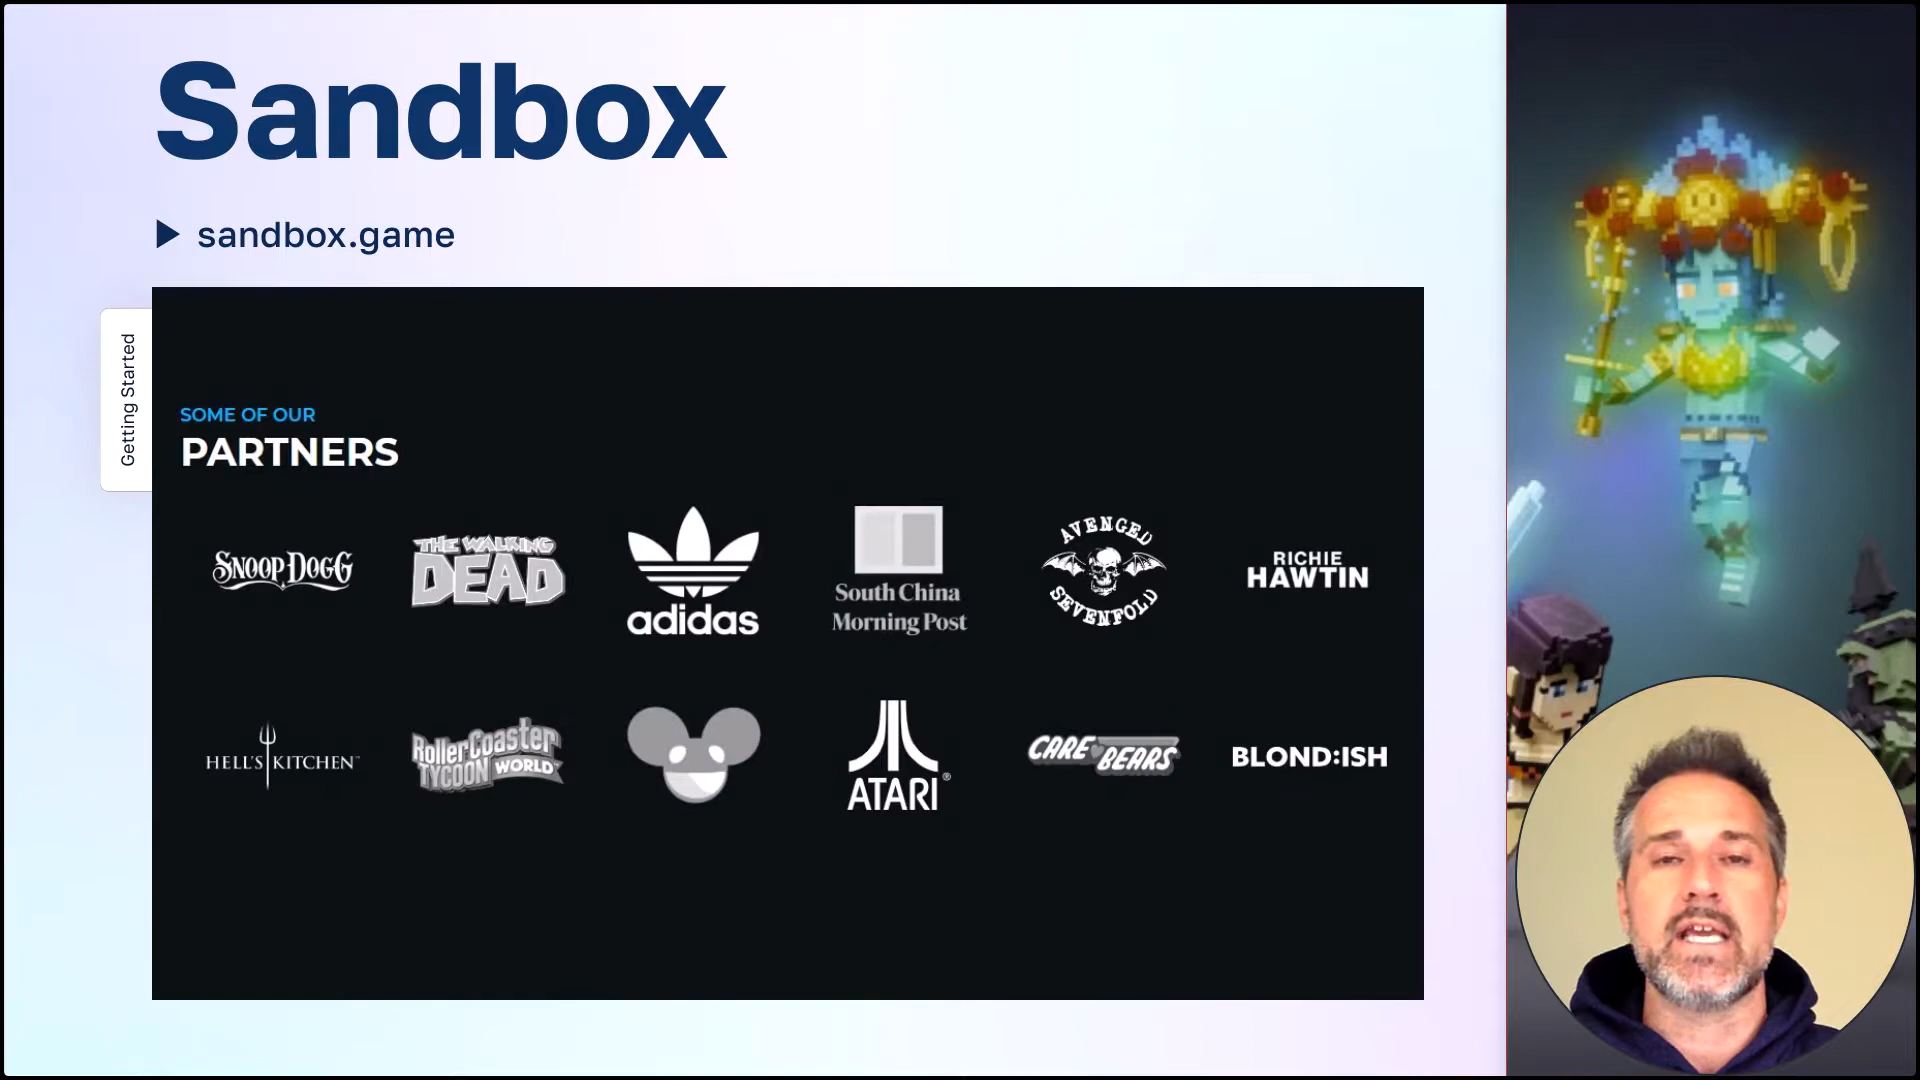 Sandbox
sandbox.game
Getting Started
SOME OF OUR
PARTNERS
SNOOP DOGG
THE WALKING
DEAD
adidas
South China
Morning Post
AVENGED
SEVENFOLD
RICHIE
HAWTIN
HELL'S KITCHEN™
RollerCoaster
TYCOON WORLD
ATARI®
CARE BEARS
BLOND:ISH